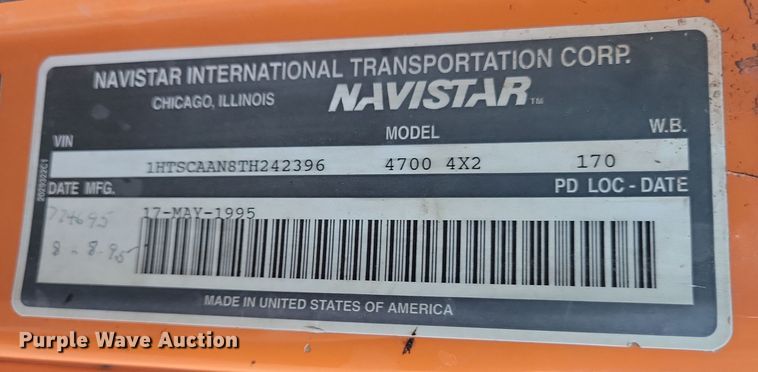 NAVISTAR INTERNATIONAL TRANSPORTATION CORP.
CHICAGO, ILLINOIS NAVISTAR TM
VIN MODEL W.B.
1HTSCAAN8TH242396 4700 4X2 170
DATE MFG. PD LOC - DATE
17-MAY-1995
8-8-95
MADE IN UNITED STATES OF AMERICA
Purple Wave Auction